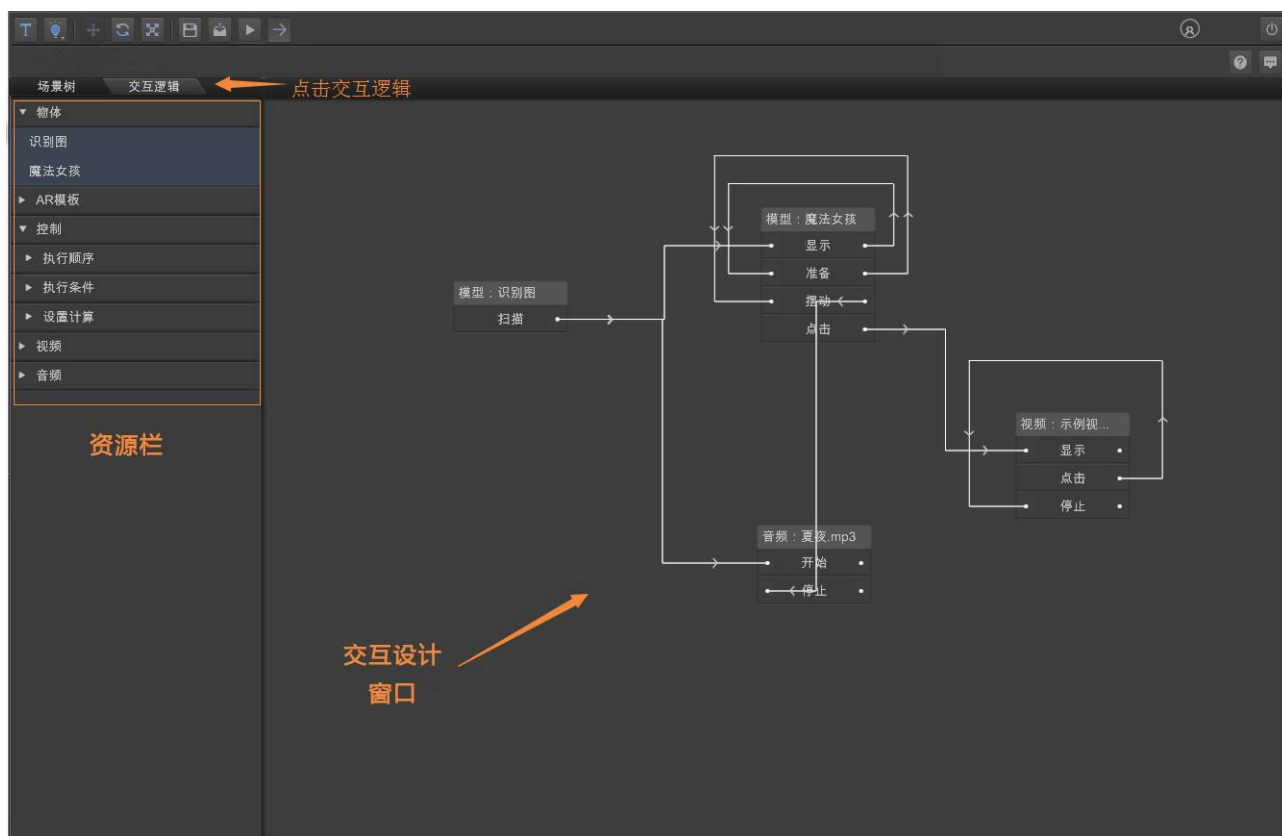 T
场景树
交互逻辑
点击交互逻辑
物体
识别图
魔法女孩
AR模板
控制
执行顺序
执行条件
设置计算
视频
音频
资源栏
模型：识别图
扫描
模型：魔法女孩
显示
准备
摆动
点击
视频：示例视...
显示
点击
停止
音频：夏夜.mp3
开始
停止
交互设计
窗口